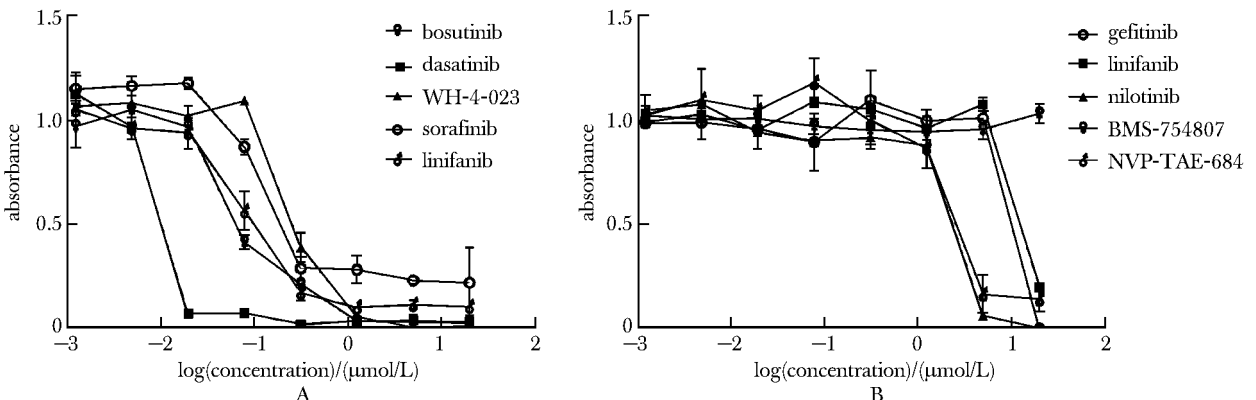 1.5
1.0
0.5
0
absorbance
−3
−2
−1
0
1
2
log(concentration)/(μmol/L)
A
bosutinib
dasatinib
WH-4-023
sorafinib
linifanib
1.5
1.0
0.5
0
absorbance
−3
−2
−1
0
1
2
log(concentration)/(μmol/L)
B
gefitinib
linifanib
nilotinib
BMS-754807
NVP-TAE-684